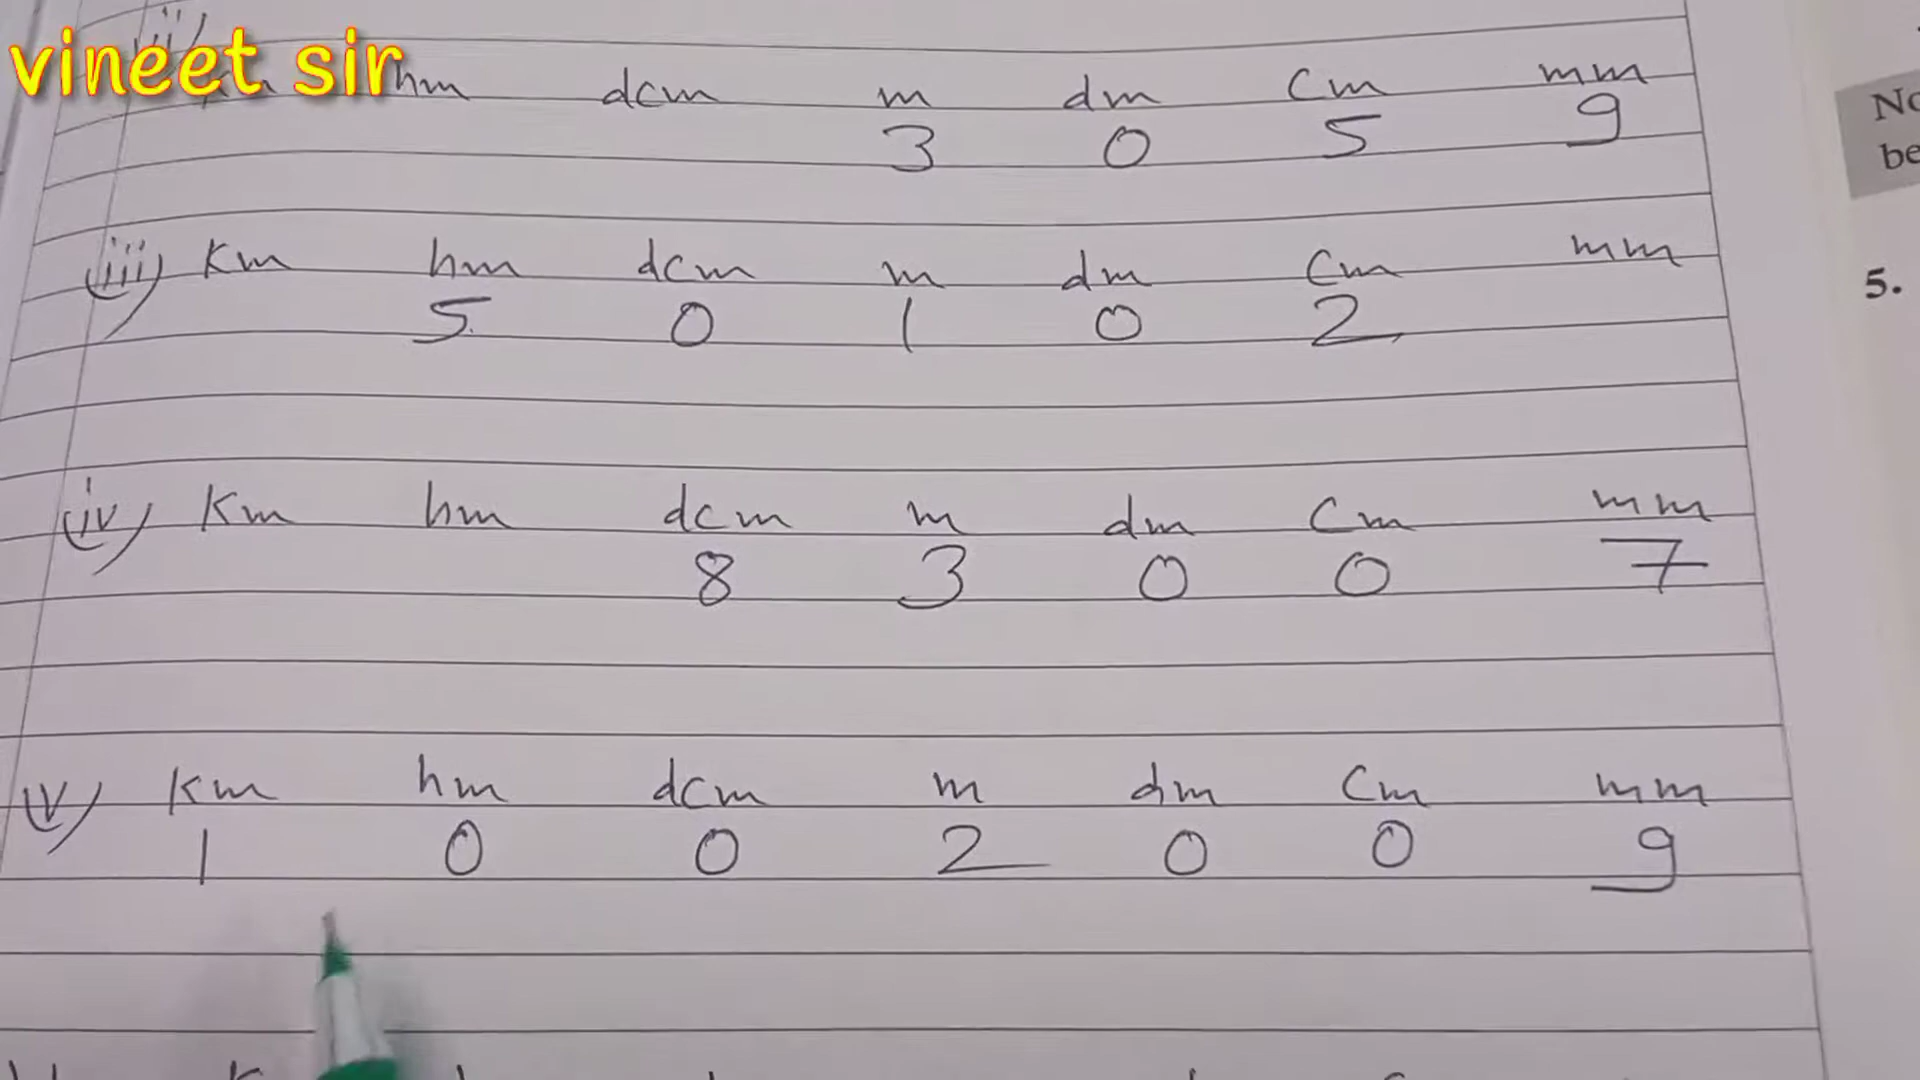 vineet sir
ii)
hm dcm m dm cm mm
3 0 5 9
No
be
(iii) Km hm dcm m dm cm mm
5 0 1 0 2
5.
(iv) Km hm dcm m dm cm mm
8 3 0 0 7
(v) Km hm dcm m dm cm mm
1 0 0 2 0 0 9